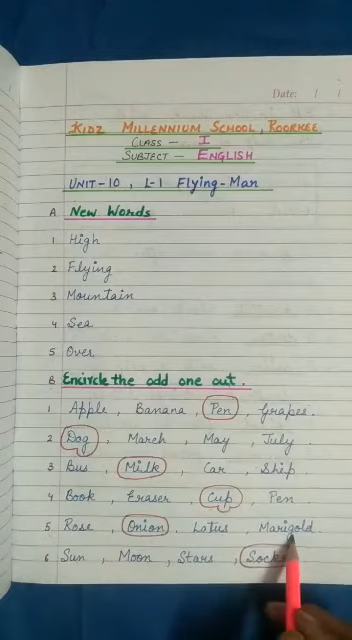 Date: / /
KIDZ MILLENNIUM SCHOOL, ROORKEE
CLASS - I
SUBJECT - ENGLISH
UNIT-10, L-1 Flying-Man
A New Words
1 High
2 Flying
3 Mountain
4 Sea
5 Over
B Encircle the odd one out.
1 Apple, Banana, Pen, Grapes.
2 Dog, March, May, July.
3 Bus, Milk, Car, Ship
4 Book, Eraser, Cup, Pen
5 Rose, Onion, Lotus, Marigold
6 Sun, Moon, Stars,